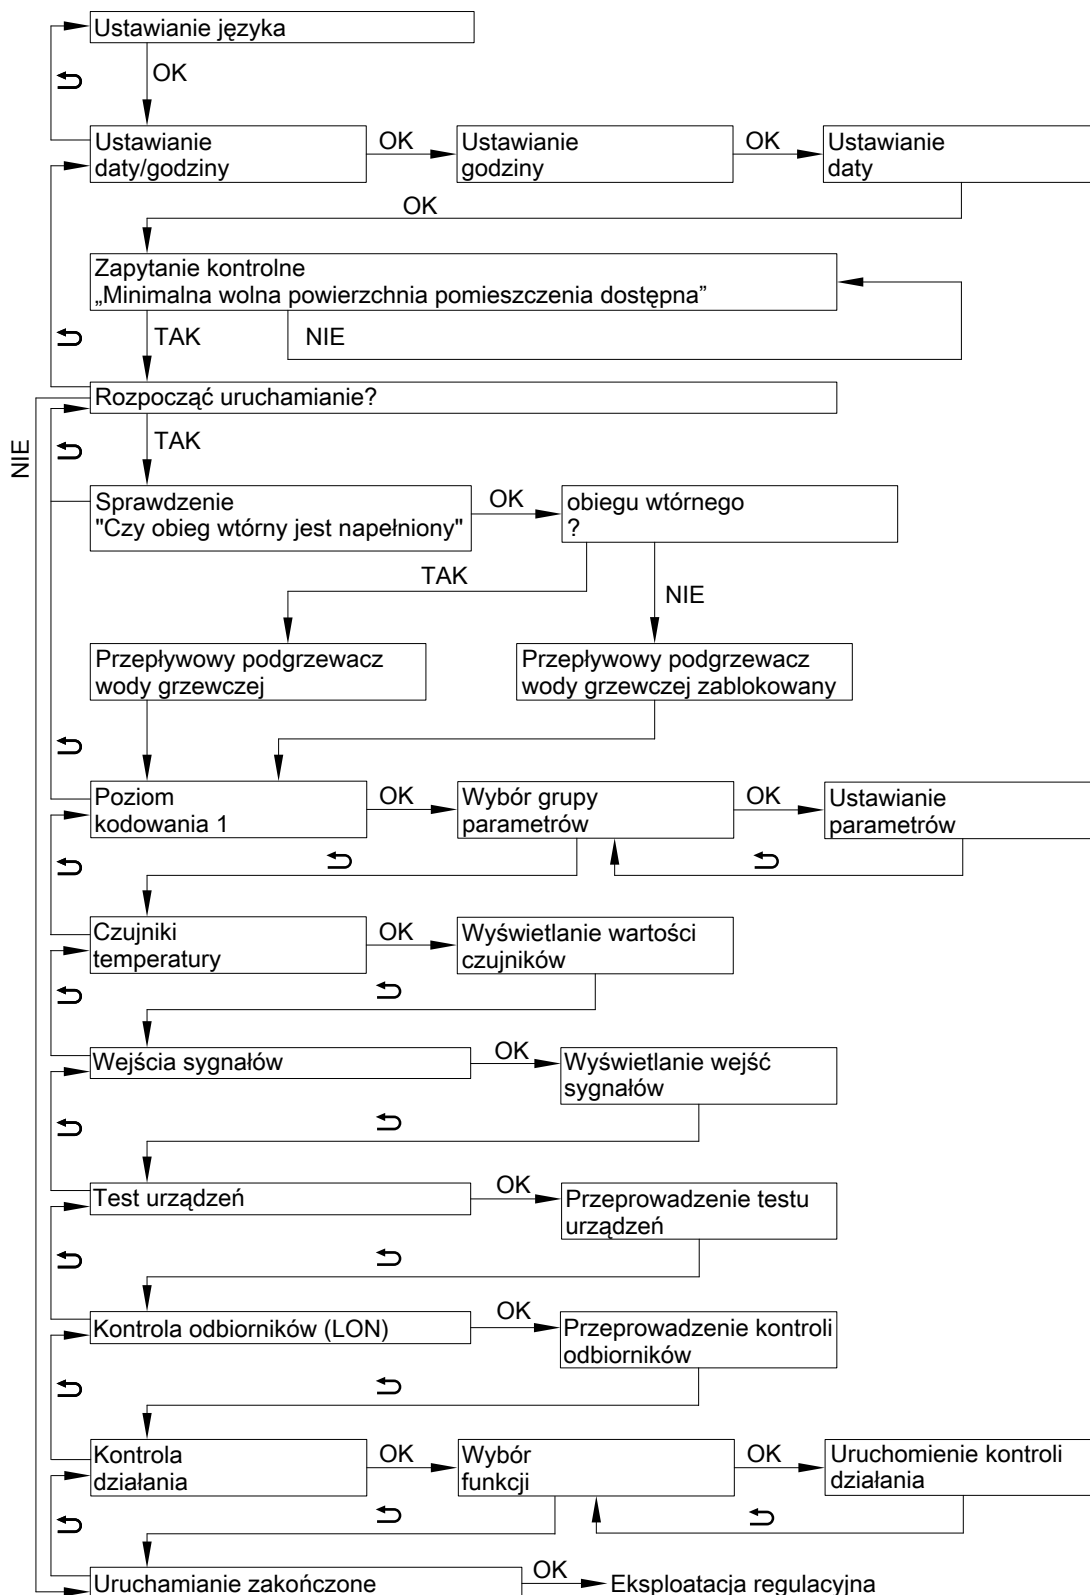 Ustawianie języka
OK
Ustawianie
daty/godziny
OK
Ustawianie
godziny
OK
Ustawianie
daty
OK
Zapytanie kontrolne
„Minimalna wolna powierzchnia pomieszczenia dostępna”
TAK
NIE
Rozpocząć uruchamianie?
NIE
TAK
Sprawdzenie
"Czy obieg wtórny jest napełniony"
OK
obiegu wtórnego
?
TAK
NIE
Przepływowy podgrzewacz
wody grzewczej
Przepływowy podgrzewacz
wody grzewczej zablokowany
Poziom
kodowania 1
OK
Wybór grupy
parametrów
OK
Ustawianie
parametrów
Czujniki
temperatury
OK
Wyświetlanie wartości
czujników
Wejścia sygnałów
OK
Wyświetlanie wejść
sygnałów
Test urządzeń
OK
Przeprowadzenie testu
urządzeń
Kontrola odbiorników (LON)
OK
Przeprowadzenie kontroli
odbiorników
Kontrola
działania
OK
Wybór
funkcji
OK
Uruchomienie kontroli
działania
Uruchamianie zakończone
OK
Eksploatacja regulacyjna